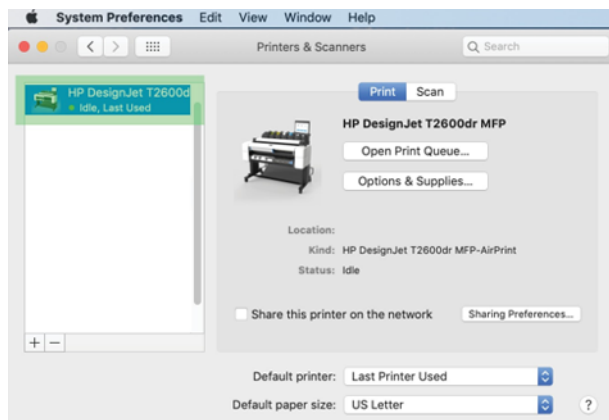 System Preferences Edit View Window Help
Printers & Scanners
Search
HP DesignJet T2600d
Idle, Last Used
Print Scan
HP DesignJet T2600dr MFP
Open Print Queue...
Options & Supplies...
Location:
Kind: HP DesignJet T2600dr MFP-AirPrint
Status: Idle
Share this printer on the network
Sharing Preferences...
+ −
Default printer: Last Printer Used
Default paper size: US Letter
?